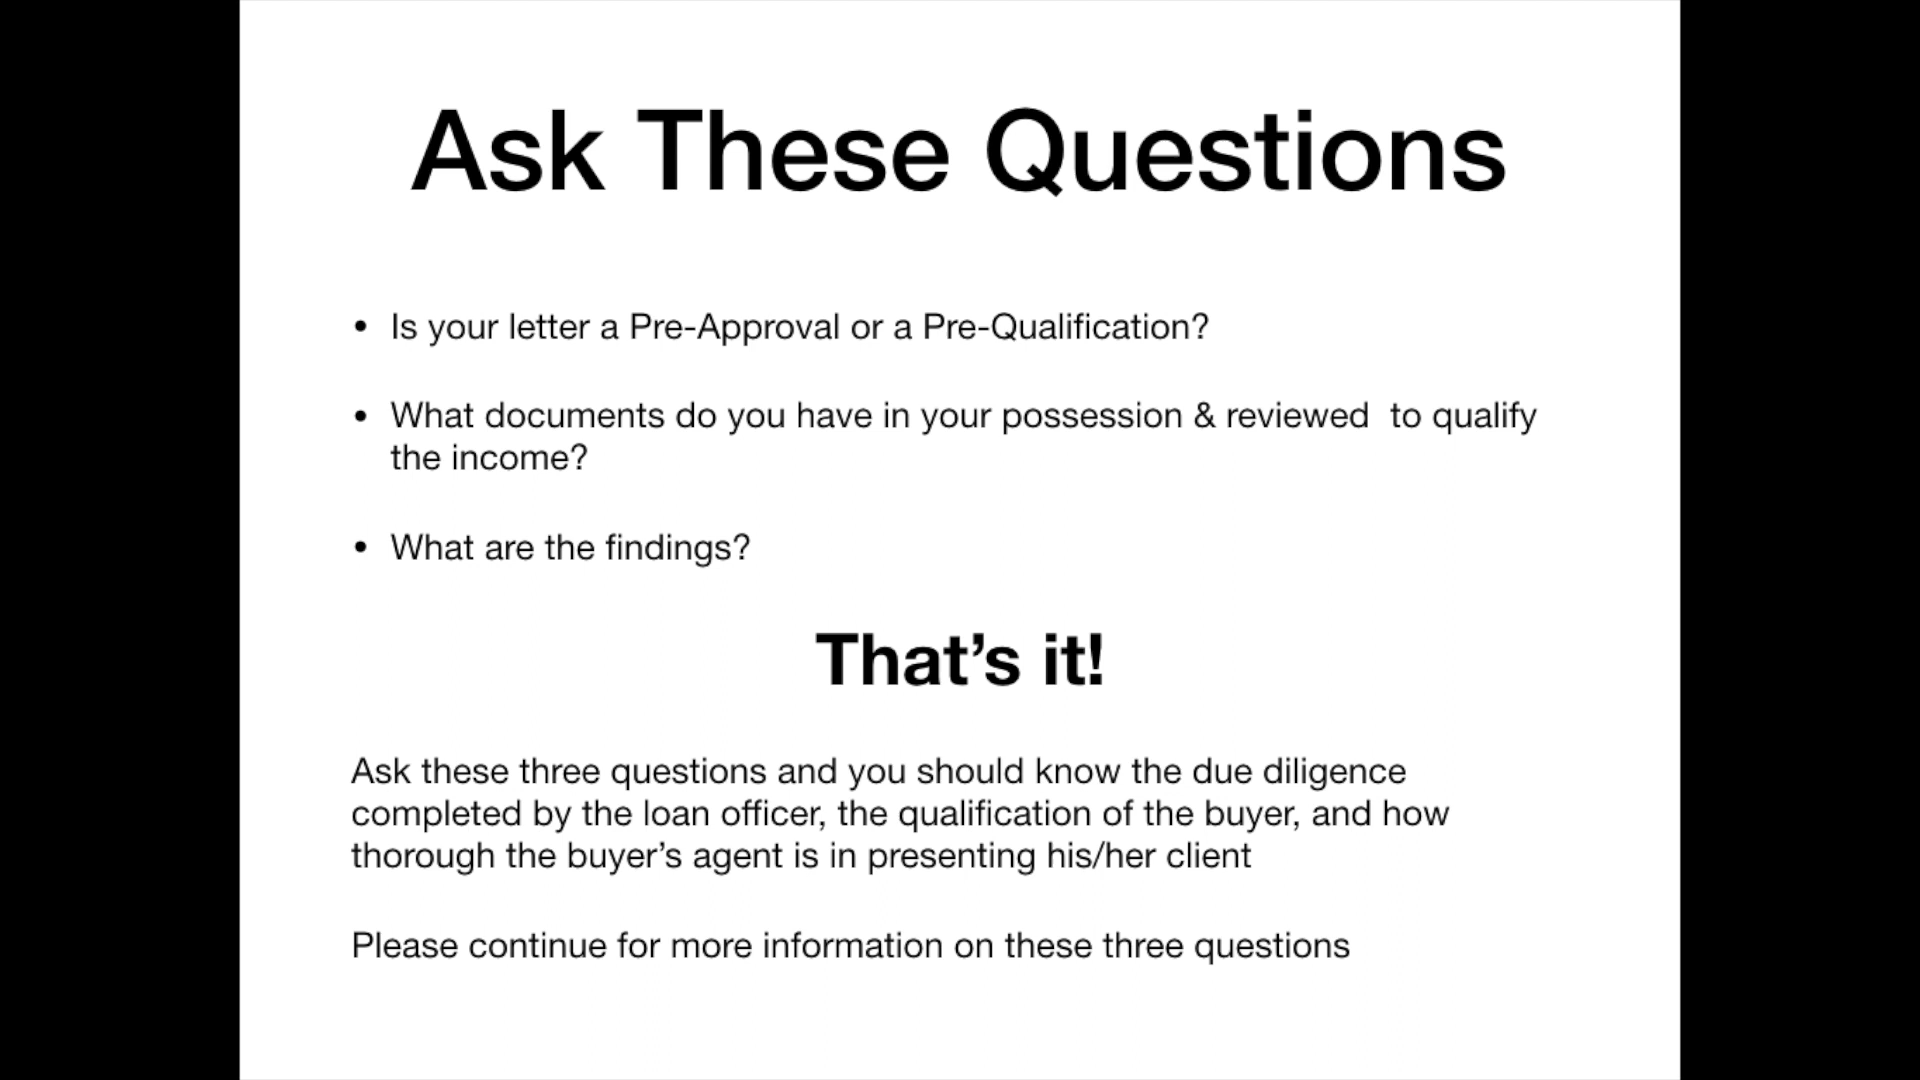 Ask These Questions
• Is your letter a Pre-Approval or a Pre-Qualification?
• What documents do you have in your possession & reviewed  to qualify
the income?
• What are the findings?
That’s it!
Ask these three questions and you should know the due diligence
completed by the loan officer, the qualification of the buyer, and how
thorough the buyer’s agent is in presenting his/her client
Please continue for more information on these three questions